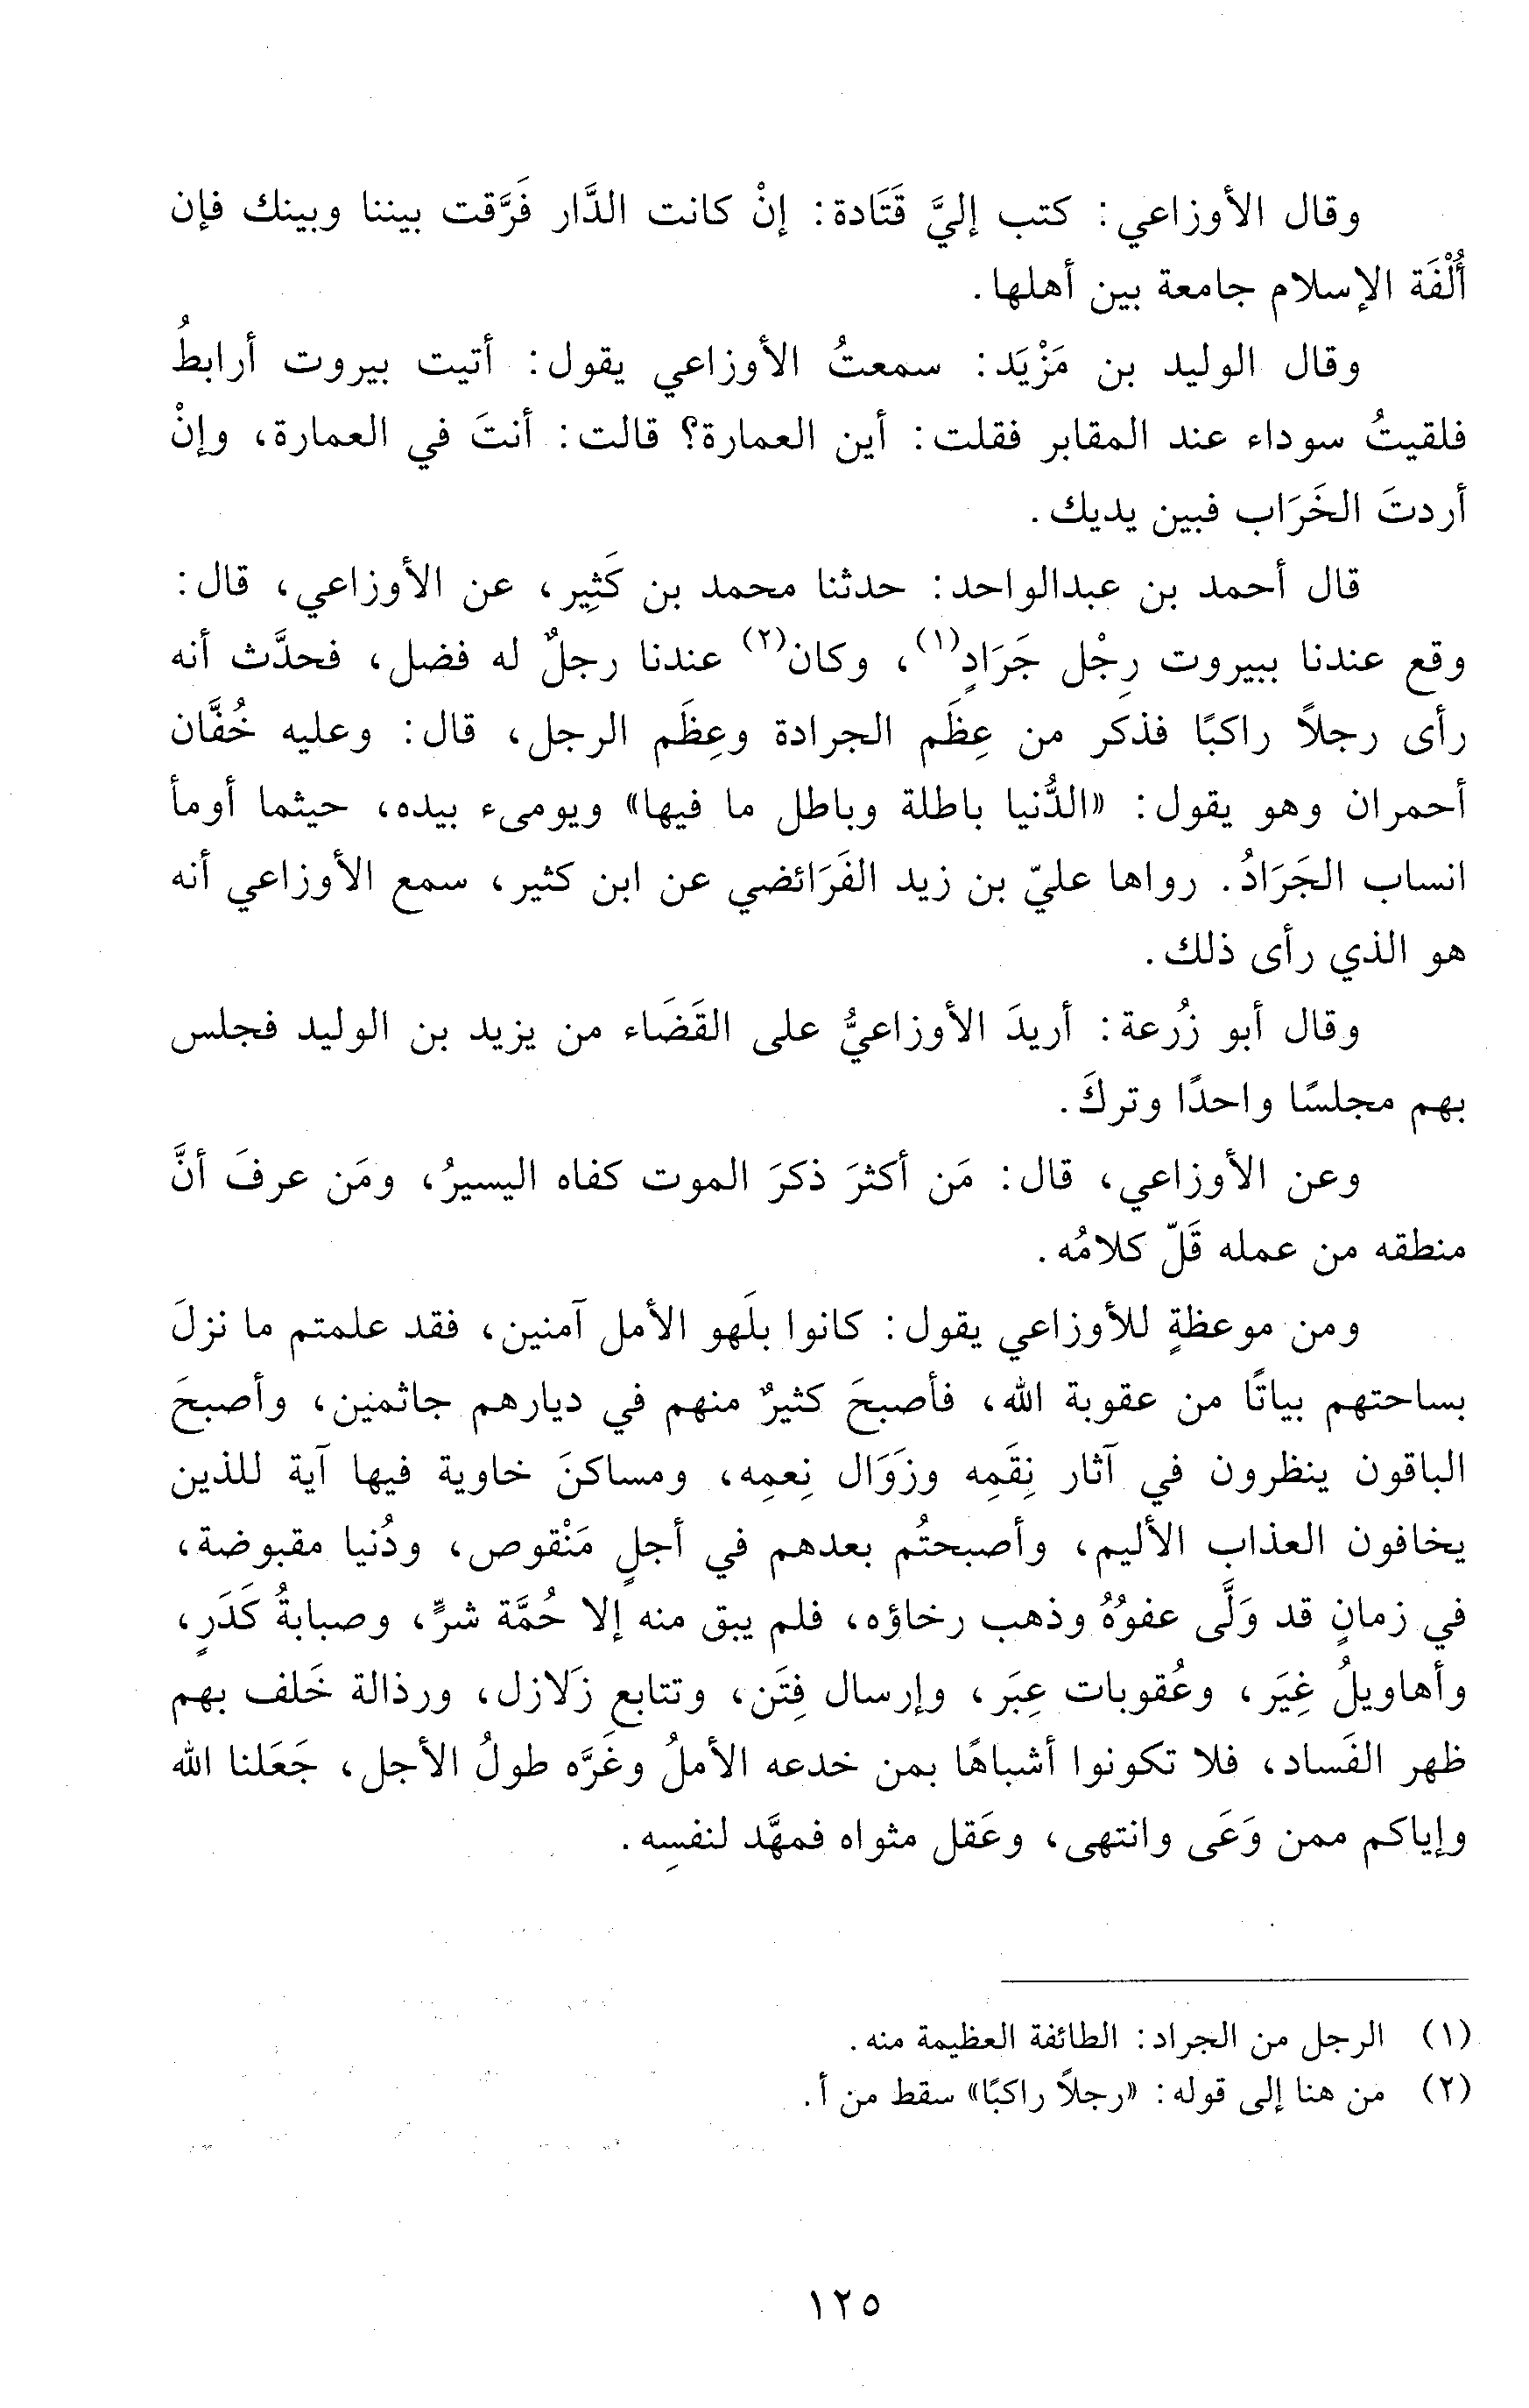 وقال الأوزاعي: كتب إليَّ قَتَادة: إنْ كانت الدَّار فَرَّقت بيننا وبينك فإن
أُلْفَة الإسلام جامعة بين أهلها.
وقال الوليد بن مَزْيَد: سمعتُ الأوزاعي يقول: أتيت بيروت أرابطُ
فلقيتُ سوداء عند المقابر فقلت: أين العمارة؟ قالت: أنتَ في العمارة، وإنْ
أردتَ الخَرَاب فبين يديك.
قال أحمد بن عبدالواحد: حدثنا محمد بن كَثِير، عن الأوزاعي، قال:
وقع عندنا ببيروت رِجْل جَرَادٍ(١)، وكان(٢) عندنا رجلٌ له فضل، فحدَّث أنه
رأى رجلاً راكبًا فذكر من عِظَم الجرادة وعِظَم الرجل، قال: وعليه خُفَّان
أحمران وهو يقول: «الدُّنيا باطلة وباطل ما فيها» ويومىء بيده، حيثما أومأ
انساب الجَرَادُ. رواها عليّ بن زيد الفَرَائضي عن ابن كثير، سمع الأوزاعي أنه
هو الذي رأى ذلك.
وقال أبو زُرعة: أريدَ الأوزاعيُّ على القَضَاء من يزيد بن الوليد فجلس
بهم مجلسًا واحدًا وتركَ.
وعن الأوزاعي، قال: مَن أكثرَ ذكرَ الموت كفاه اليسيرُ، ومَن عرفَ أنَّ
منطقه من عمله قَلّ كلامُه.
ومن موعظةٍ للأوزاعي يقول: كانوا بلَهو الأمل آمنين، فقد علمتم ما نزلَ
بساحتهم بياتًا من عقوبة الله، فأصبحَ كثيرٌ منهم في ديارهم جاثمنين، وأصبحَ
الباقون ينظرون في آثار نِقَمِه وزَوَال نِعمِه، ومساكنَ خاوية فيها آية للذين
يخافون العذاب الأليم، وأصبحتُم بعدهم في أجلٍ مَنْقوص، ودُنيا مقبوضة،
في زمانٍ قد وَلَّى عفوُهُ وذهب رخاؤه، فلم يبق منه إلا حُمَّة شرٍّ، وصبابةُ كَدَرٍ،
وأهاويلُ غِيَر، وعُقوبات عِبَر، وإرسال فِتَن، وتتابع زَلازل، ورذالة خَلف بهم
ظهر الفَساد، فلا تكونوا أشباهًا بمن خدعه الأملُ وغَرَّه طولُ الأجل، جَعَلنا الله
وإياكم ممن وَعَى وانتهى، وعَقل مثواه فمهَّد لنفسِه.
(١) الرجل من الجراد: الطائفة العظيمة منه.
(٢) من هنا إلى قوله: «رجلاً راكبًا» سقط من أ.
١٢٥